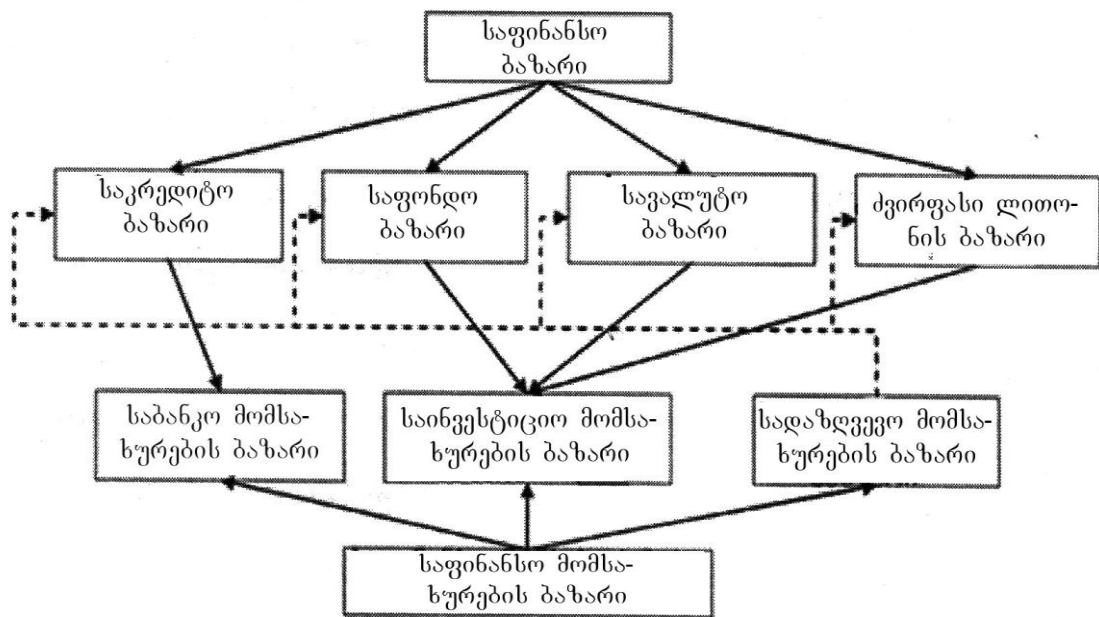 საფინანსო
ბაზარი
საკრედიტო
ბაზარი
საფონდო
ბაზარი
სავალუტო
ბაზარი
ძვირფასი ლითო-
ნის ბაზარი
საბანკო მომსა-
ხურების ბაზარი
საინვესტიციო მომსა-
ხურების ბაზარი
სადაზღვევო მომსა-
ხურების ბაზარი
საფინანსო მომსა-
ხურების ბაზარი